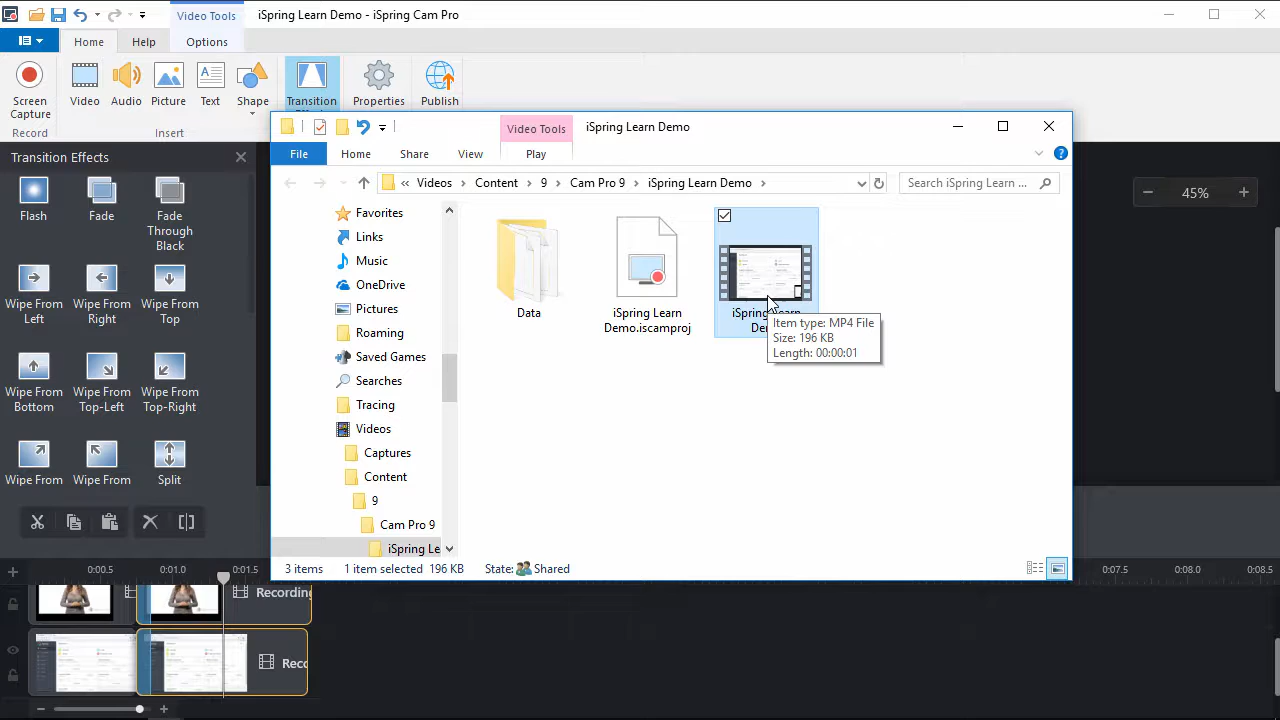 Video Tools
iSpring Learn Demo - iSpring Cam Pro
Home
Help
Options
Screen
Capture
Video
Audio
Picture
Text
Shape
Transition
Properties
Publish
Record
Insert
Transition Effects
Flash
Fade
Fade
Through
Black
Wipe From
Left
Wipe From
Right
Wipe From
Top
Wipe From
Bottom
Wipe From
Top-Left
Wipe From
Top-Right
Wipe From
Wipe From
Split
Video Tools
iSpring Learn Demo
File
Home
Share
View
Play
« Videos > Content > 9 > Cam Pro 9 > iSpring Learn Demo >
Search iSpring Learn ...
Favorites
Links
Music
OneDrive
Pictures
Roaming
Saved Games
Searches
Tracing
Videos
Captures
Content
9
Cam Pro 9
iSpring Le
Data
iSpring Learn
Demo.iscamproj
Item type: MP4 File
Size: 196 KB
Length: 00:00:01
3 items
1 item selected 196 KB
State:
Shared
45%
0:00.5
0:01.0
0:01.5
0:07.5
0:08.0
0:08.5
Recording
Reco